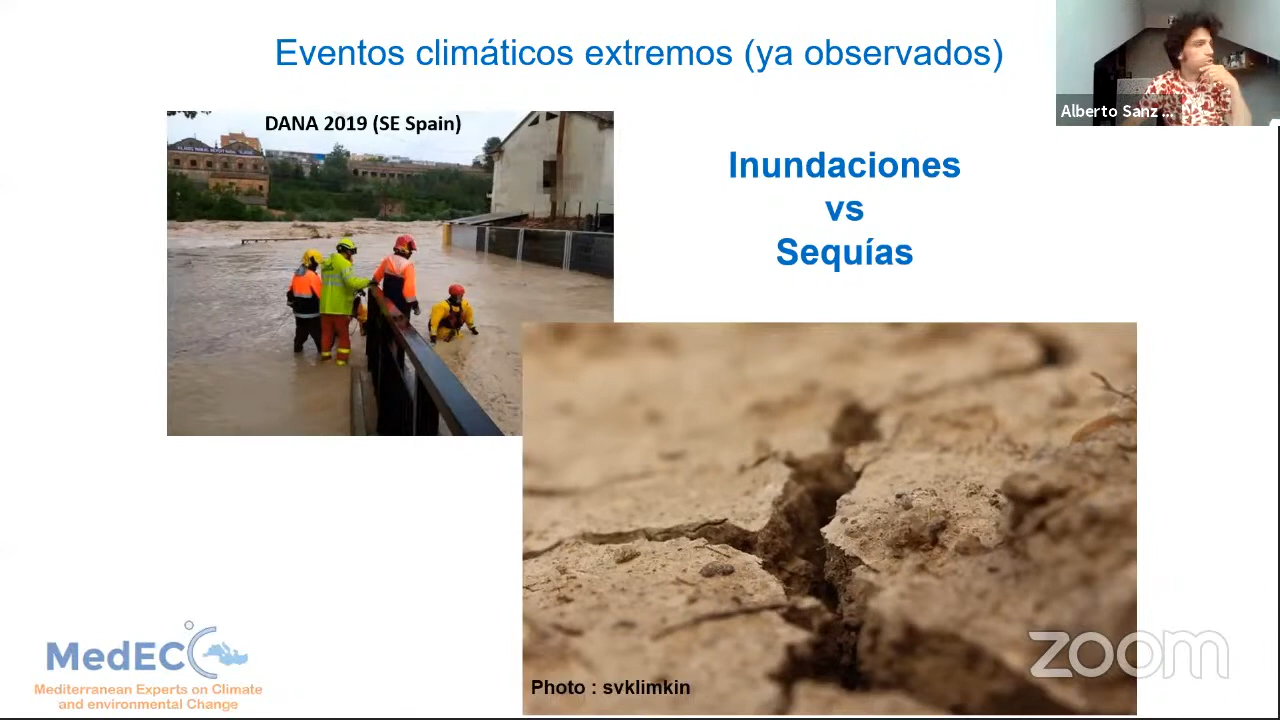 Eventos climáticos extremos (ya observados)
Alberto Sanz ...
DANA 2019 (SE Spain)
Inundaciones
vs
Sequías
Photo : svklimkin
MedECC
Mediterranean Experts on Climate
and environmental Change
zoom